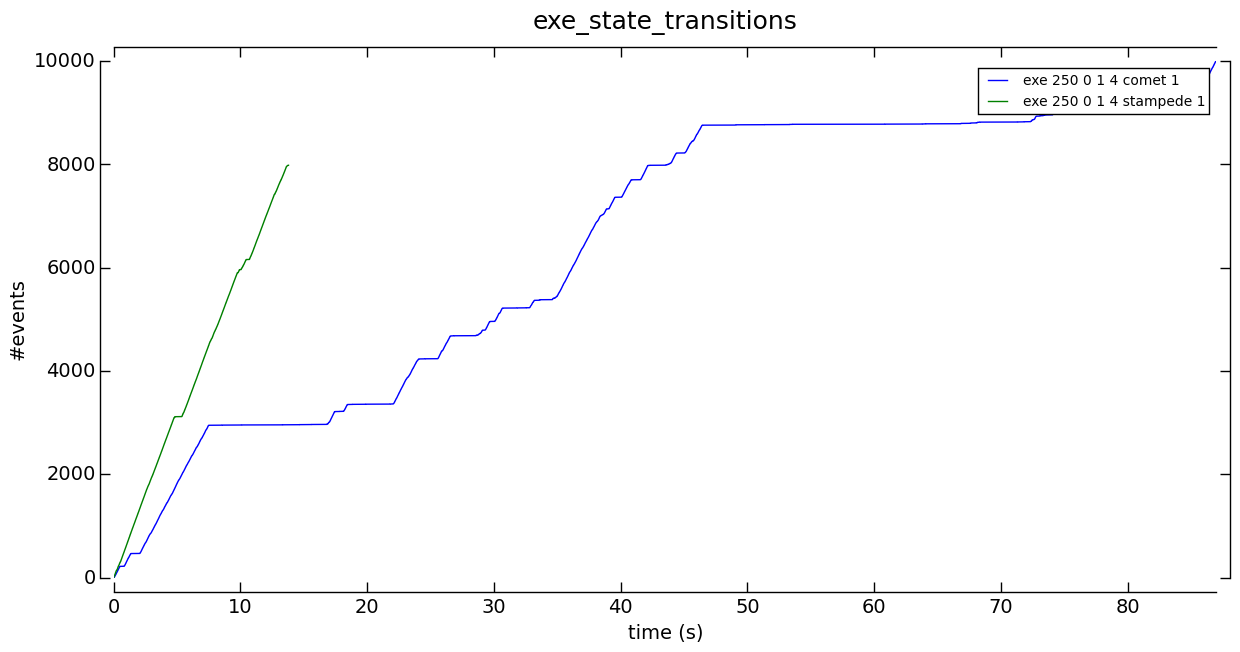 exe_state_transitions
10000
8000
6000
4000
2000
0
#events
exe 250 0 1 4 comet 1
exe 250 0 1 4 stampede 1
0 10 20 30 40 50 60 70 80
time (s)